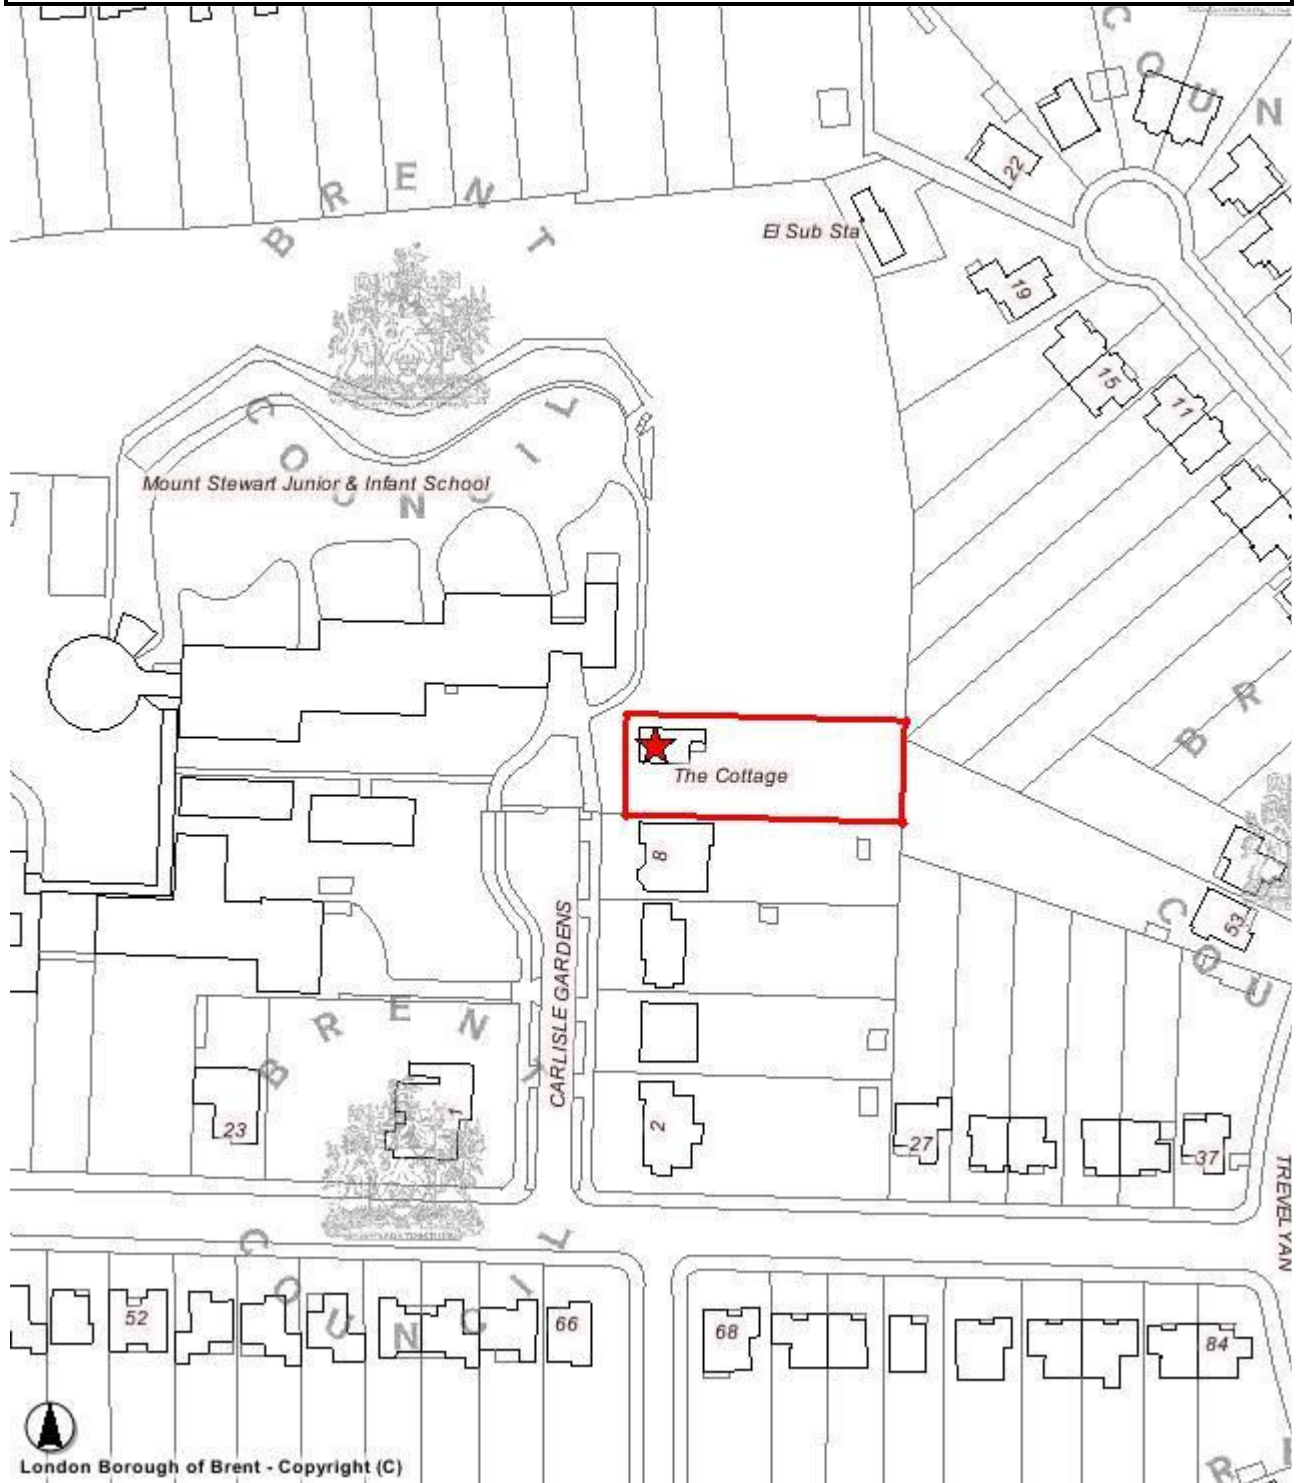 BRENT
COUNCIL
COUN
22
El Sub Sta
19
15
11
Mount Stewart Junior & Infant School
BR
The Cottage
8
COU
53
CARLISLE GARDENS
BRENT
COUNCIL
23
1
2
27
37
TREVELYAN
52
66
68
84
R
London Borough of Brent - Copyright (C)